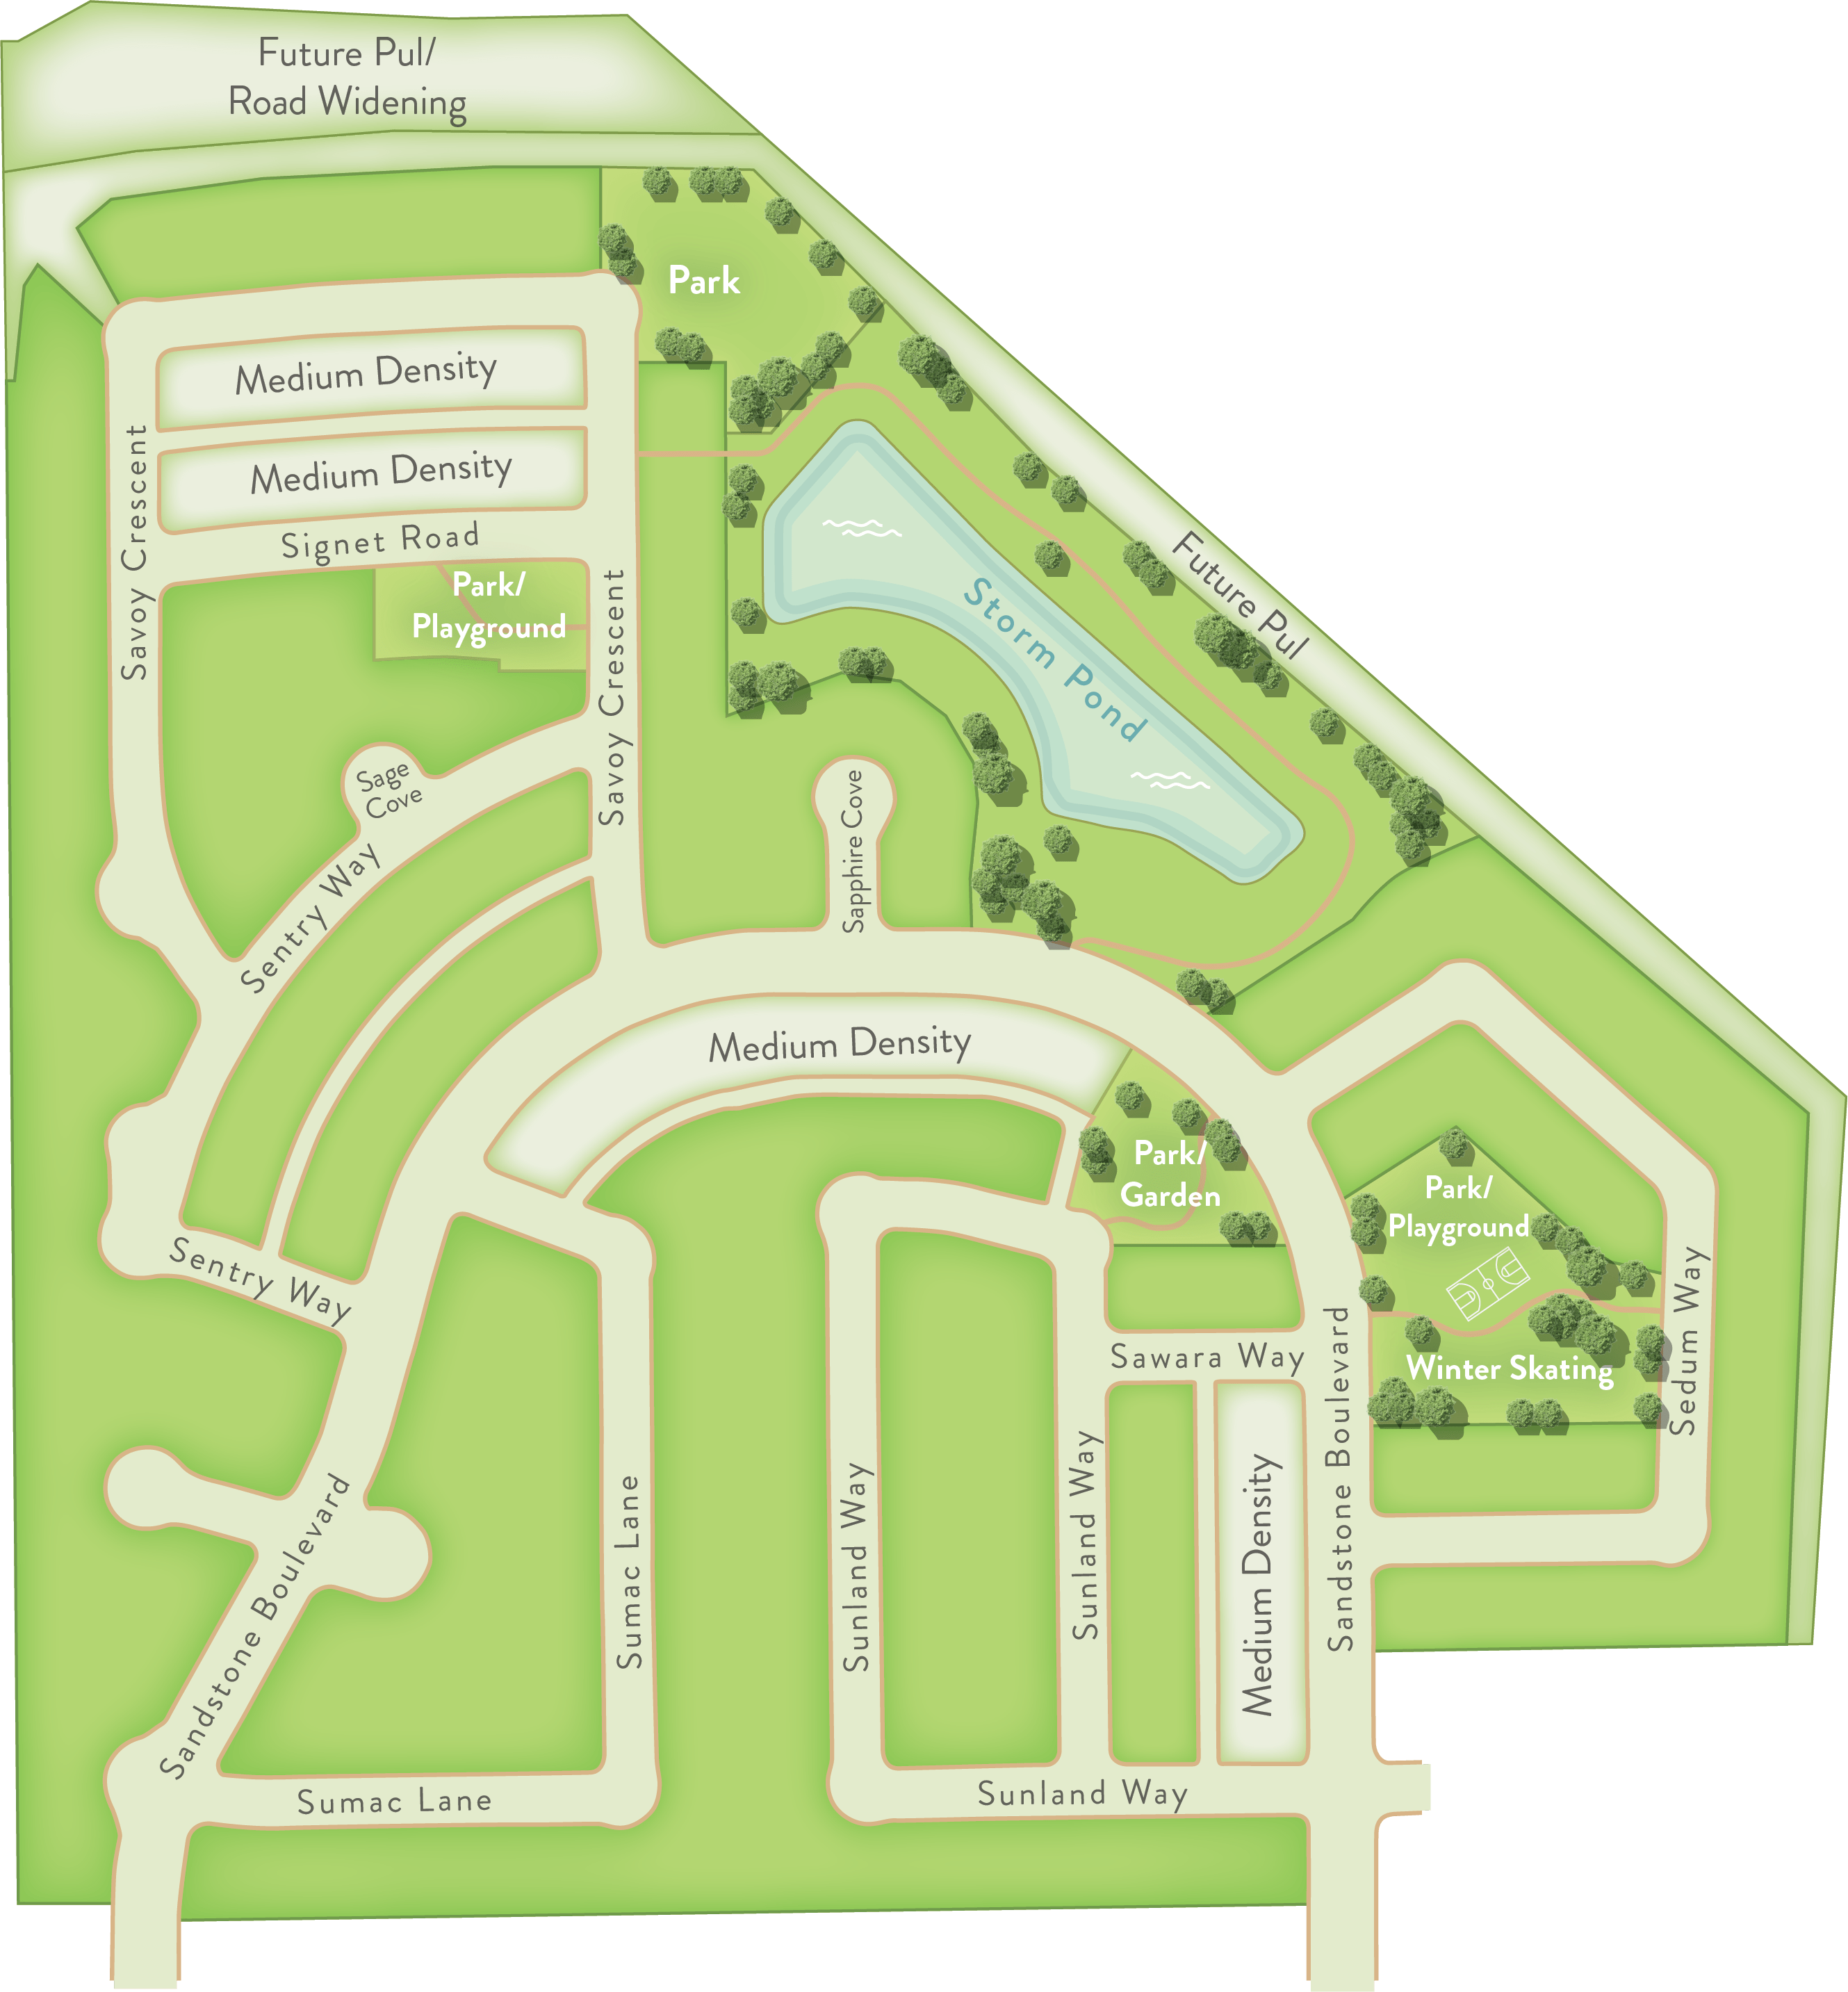 Future Pul/
Road Widening
Park
Medium Density
Medium Density
Savoy Crescent
Signet Road
Park/
Playground
Savoy Crescent
Storm Pond
Future Pul
Sage
Cove
Sentry Way
Sapphire Cove
Medium Density
Park/
Garden
Park/
Playground
Sentry Way
Sawara Way
Winter Skating
Sedum Way
Sandstone Boulevard
Sandstone Boulevard
Sumac Lane
Sunland Way
Sunland Way
Medium Density
Sumac Lane
Sunland Way